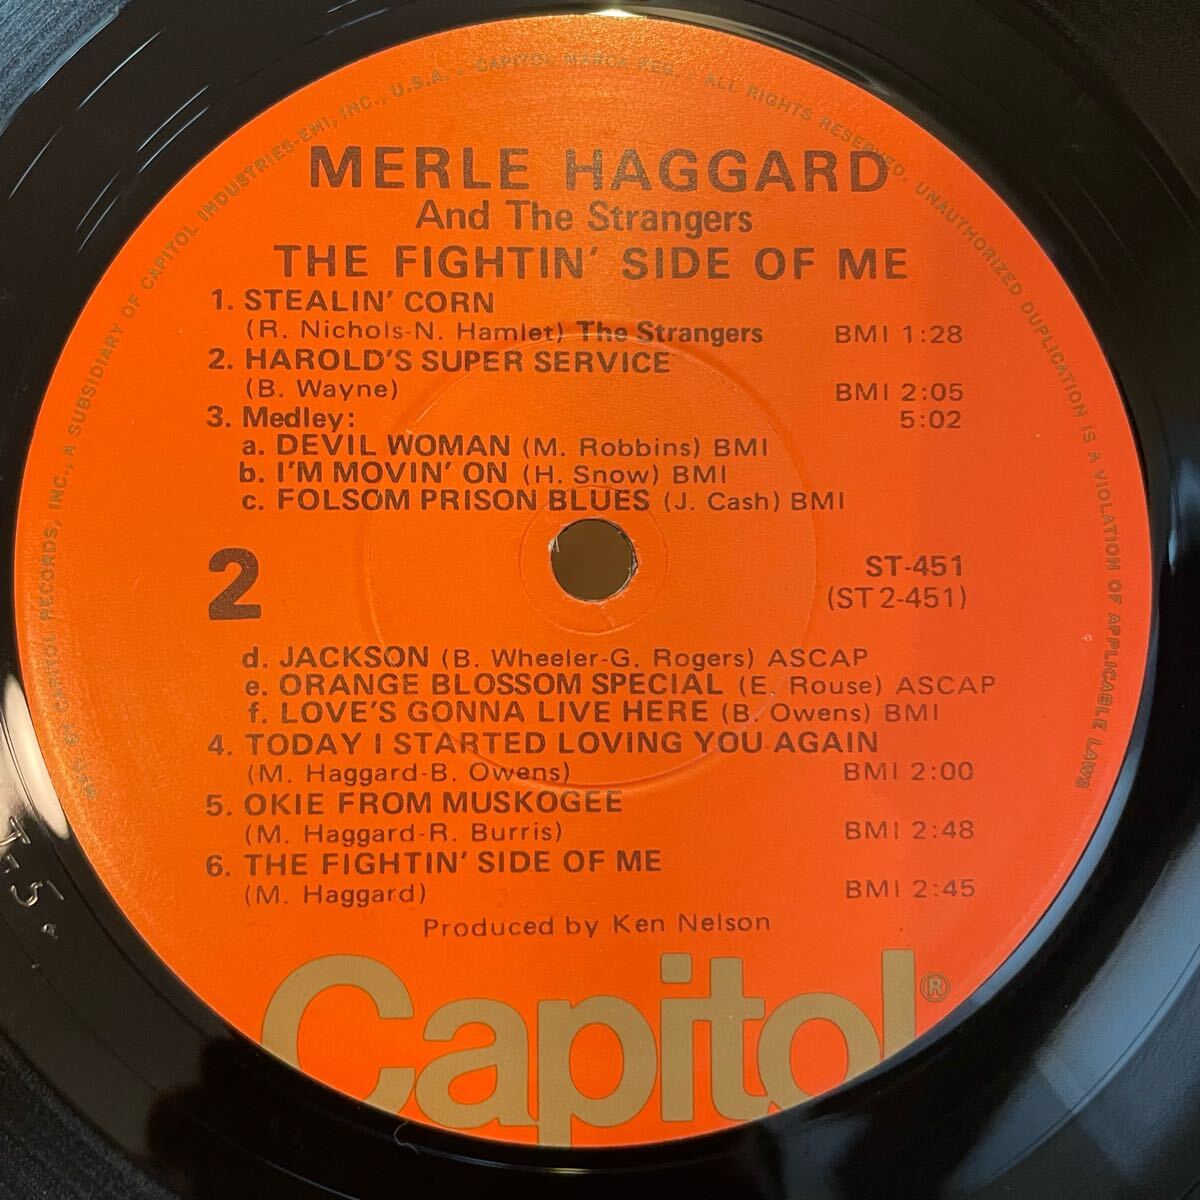 MFD. BY CAPITOL RECORDS, INC., A SUBSIDIARY OF CAPITOL INDUSTRIES-EMI, INC., U.S.A. • CAPITOL MARCA REG. • ALL RIGHTS RESERVED. UNAUTHORIZED DUPLICATION IS A VIOLATION OF APPLICABLE LAWS
MERLE HAGGARD
And The Strangers
THE FIGHTIN' SIDE OF ME
1. STEALIN' CORN
(R. Nichols-N. Hamlet) The Strangers BMI 1:28
2. HAROLD'S SUPER SERVICE
(B. Wayne) BMI 2:05
3. Medley: 5:02
a. DEVIL WOMAN (M. Robbins) BMI
b. I'M MOVIN' ON (H. Snow) BMI
c. FOLSOM PRISON BLUES (J. Cash) BMI
2
ST-451
(ST2-451)
d. JACKSON (B. Wheeler-G. Rogers) ASCAP
e. ORANGE BLOSSOM SPECIAL (E. Rouse) ASCAP
f. LOVE'S GONNA LIVE HERE (B. Owens) BMI
4. TODAY I STARTED LOVING YOU AGAIN
(M. Haggard-B. Owens) BMI 2:00
5. OKIE FROM MUSKOGEE
(M. Haggard-R. Burris) BMI 2:48
6. THE FIGHTIN' SIDE OF ME
(M. Haggard) BMI 2:45
Produced by Ken Nelson
Capitol®